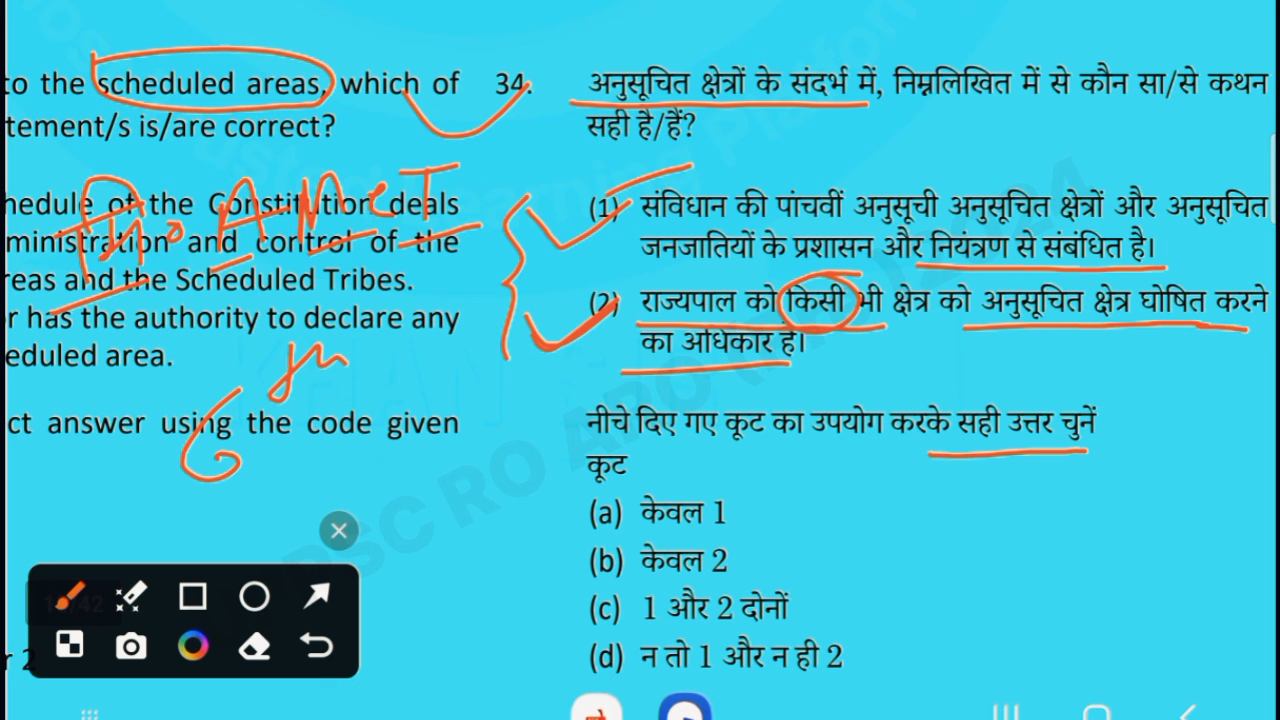 to the scheduled areas, which of
tement/s is/are correct?
hedule of the Constitution deals
ministration and control of the
reas and the Scheduled Tribes.
r has the authority to declare any
eduled area.
ct answer using the code given
r 2
34. अनुसूचित क्षेत्रों के संदर्भ में, निम्नलिखित में से कौन सा/से कथन
सही है/हैं?
(1) संविधान की पांचवीं अनुसूची अनुसूचित क्षेत्रों और अनुसूचित
जनजातियों के प्रशासन और नियंत्रण से संबंधित है।
(2) राज्यपाल को किसी भी क्षेत्र को अनुसूचित क्षेत्र घोषित करने
का अधिकार है।
नीचे दिए गए कूट का उपयोग करके सही उत्तर चुनें
कूट
(a) केवल 1
(b) केवल 2
(c) 1 और 2 दोनों
(d) न तो 1 और न ही 2